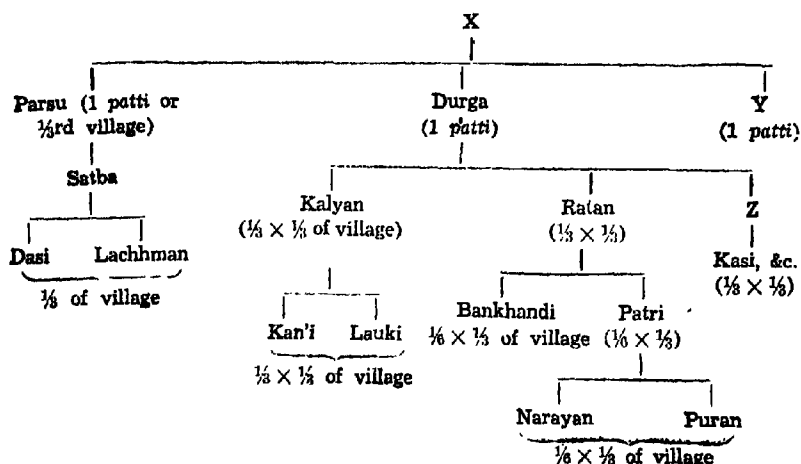 X
Parsu (1 patti or
⅓rd village)
Durga
(1 patti)
Y
(1 patti)
Satba
Kalyan
(⅓ × ⅓ of village)
Ratan
(⅓ × ⅓)
Z
Dasi Lachhman
⅓ of village
Kasi, &c.
(⅓ × ⅓)
Kan'i Lauki
⅓ × ⅓ of village
Bankhandi
⅙ × ⅓ of village
Patri
(⅙ × ⅓)
Narayan Puran
⅙ × ⅓ of village